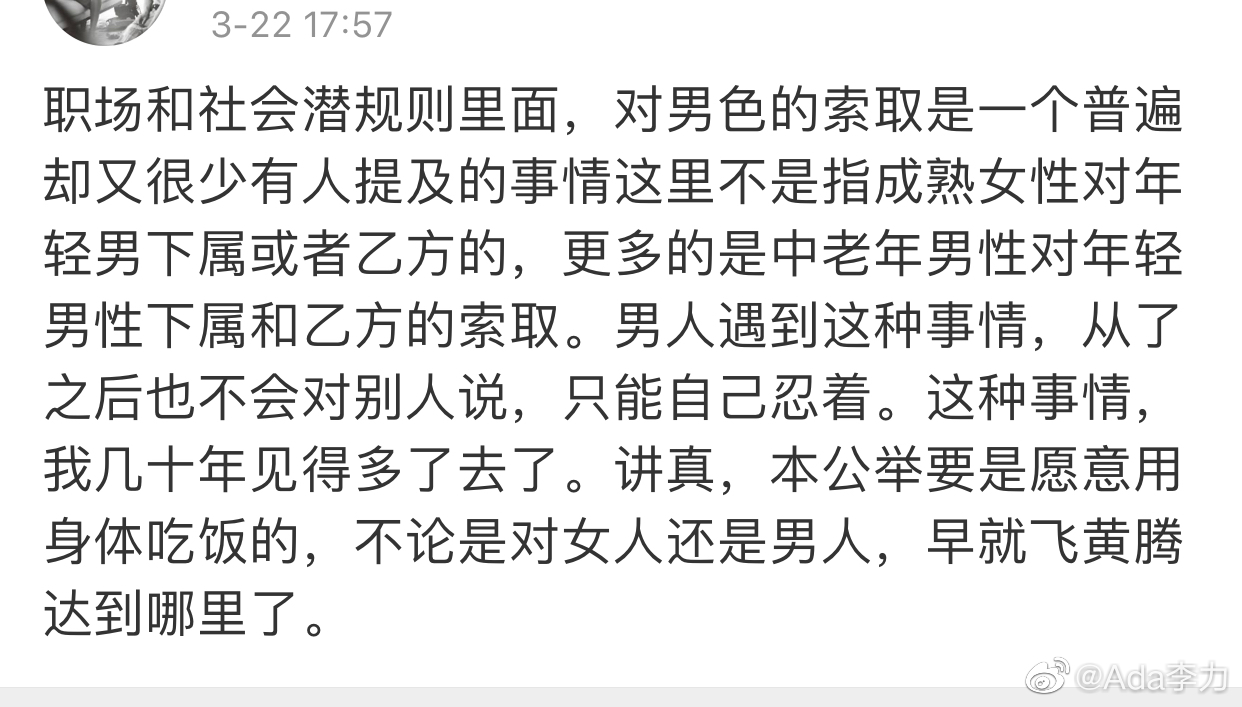 3-22 17:57
职场和社会潜规则里面，对男色的索取是一个普遍
却又很少有人提及的事情这里不是指成熟女性对年
轻男下属或者乙方的，更多的是中老年男性对年轻
男性下属和乙方的索取。男人遇到这种事情，从了
之后也不会对别人说，只能自己忍着。这种事情，
我几十年见得多了去了。讲真，本公举要是愿意用
身体吃饭的，不论是对女人还是男人，早就飞黄腾
达到哪里了。
@Ada李力